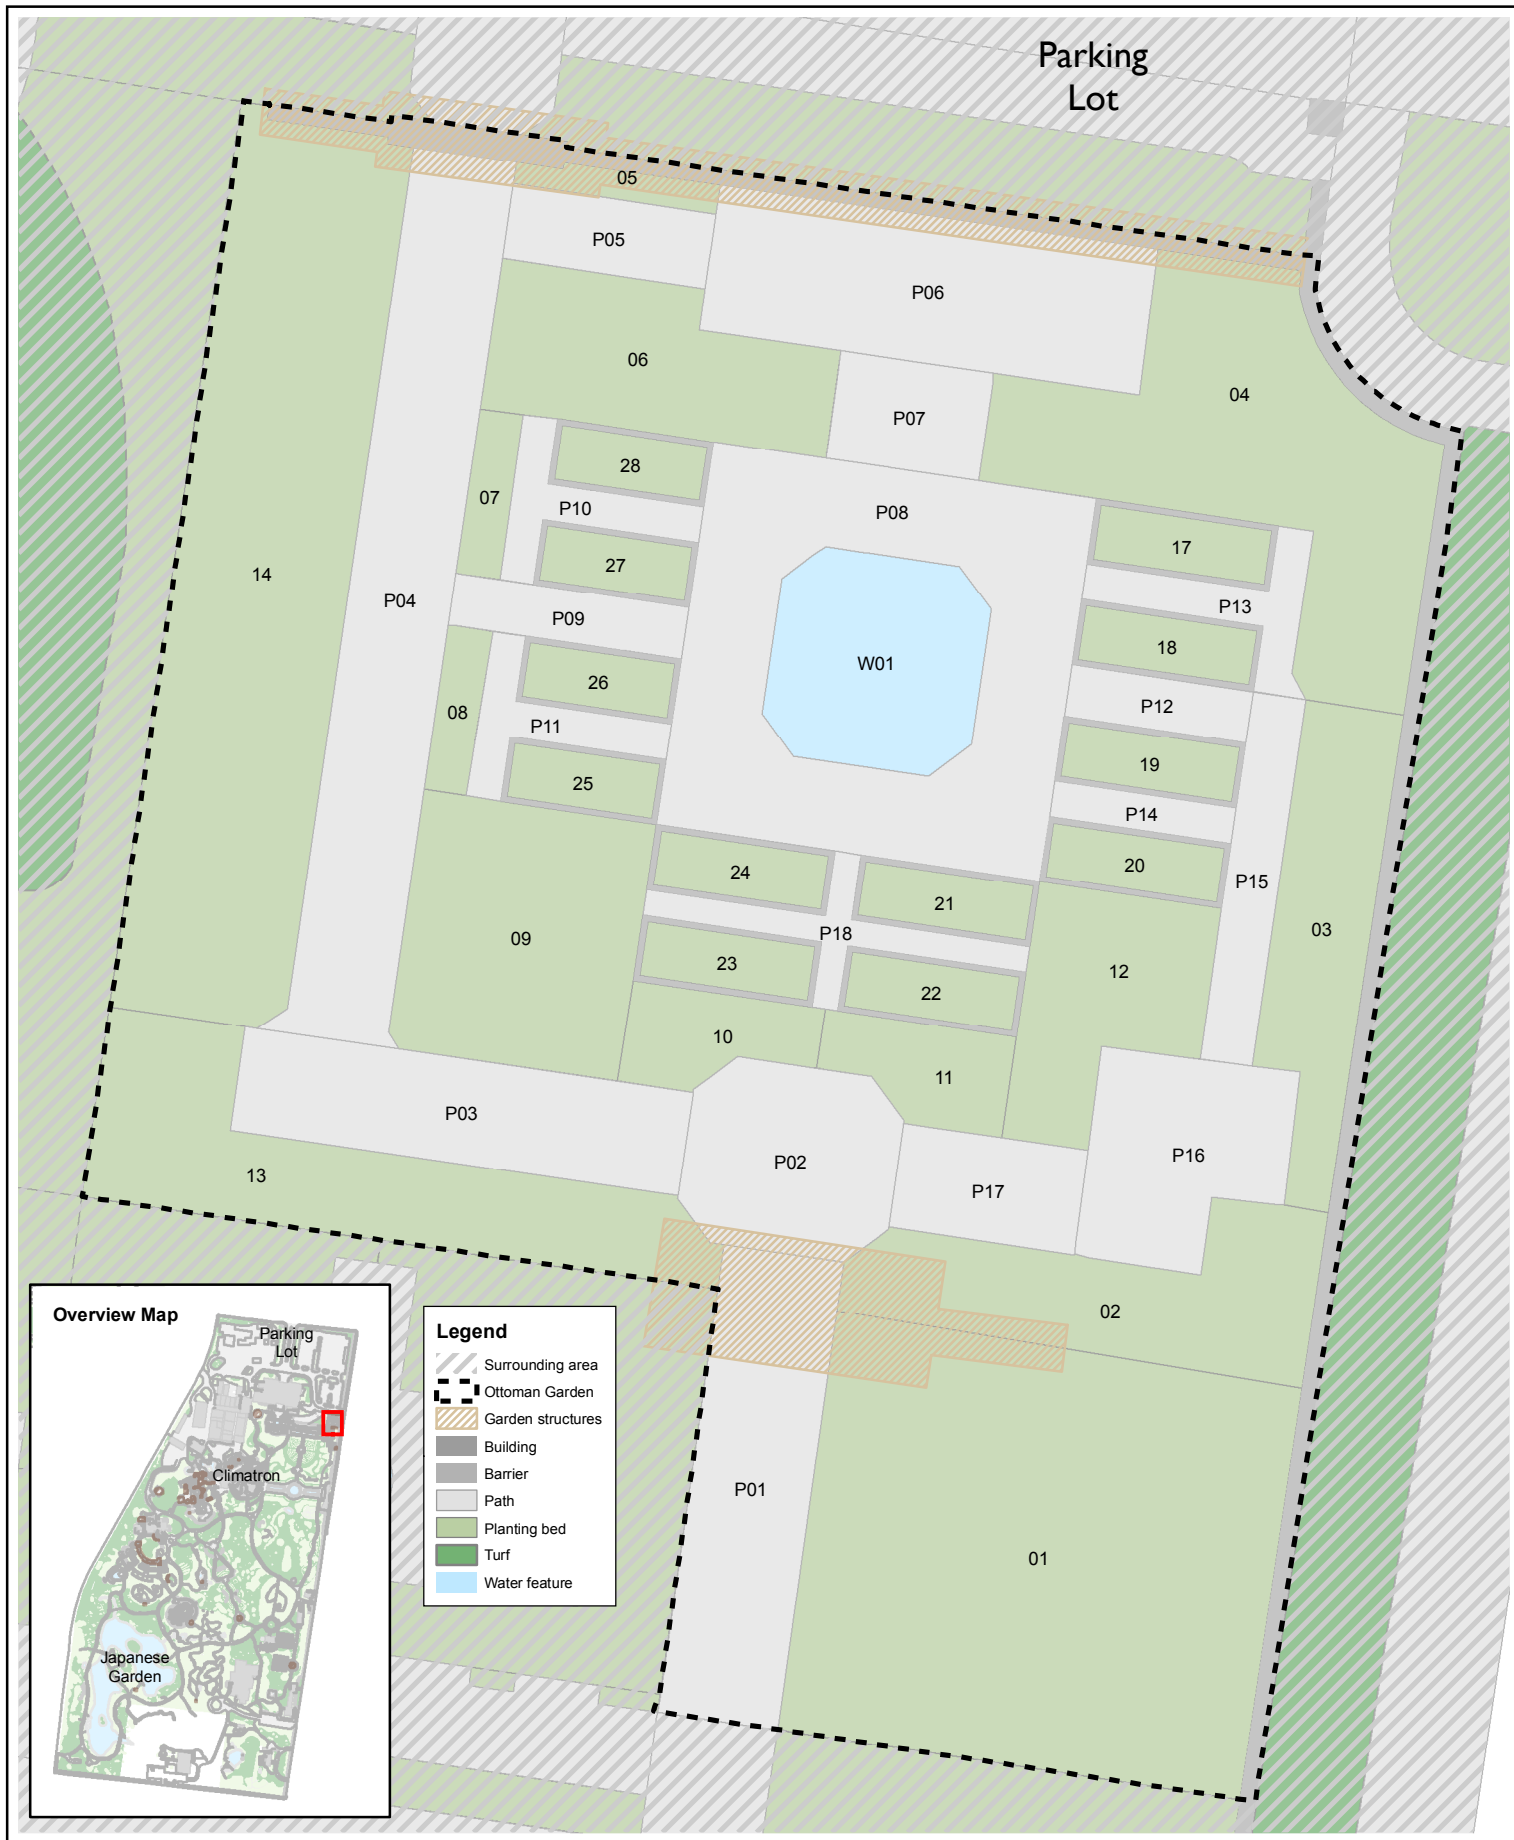 Parking
Lot
05
P05
P06
06
04
P07
28
07
P10
P08
17
27
14
P04
P13
P09
18
W01
26
P12
08
P11
19
25
P14
24
20
P15
21
03
P18
09
23
12
22
10
11
P03
P16
P02
13
P17
02
P01
01
Overview Map
Parking
Lot
Climatron
Japanese
Garden
Legend
Surrounding area
Ottoman Garden
Garden structures
Building
Barrier
Path
Planting bed
Turf
Water feature